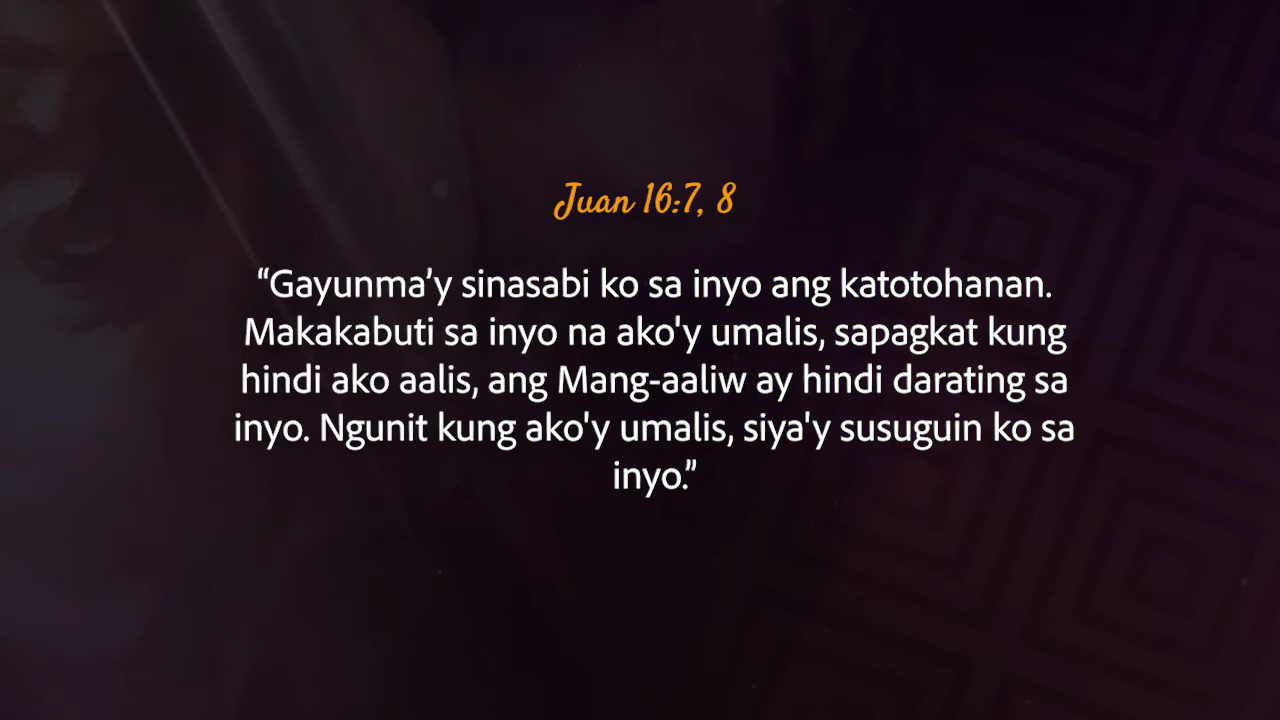 Juan 16:7, 8
“Gayunma’y sinasabi ko sa inyo ang katotohanan.
Makakabuti sa inyo na ako'y umalis, sapagkat kung
hindi ako aalis, ang Mang-aaliw ay hindi darating sa
inyo. Ngunit kung ako'y umalis, siya'y susuguin ko sa
inyo.”